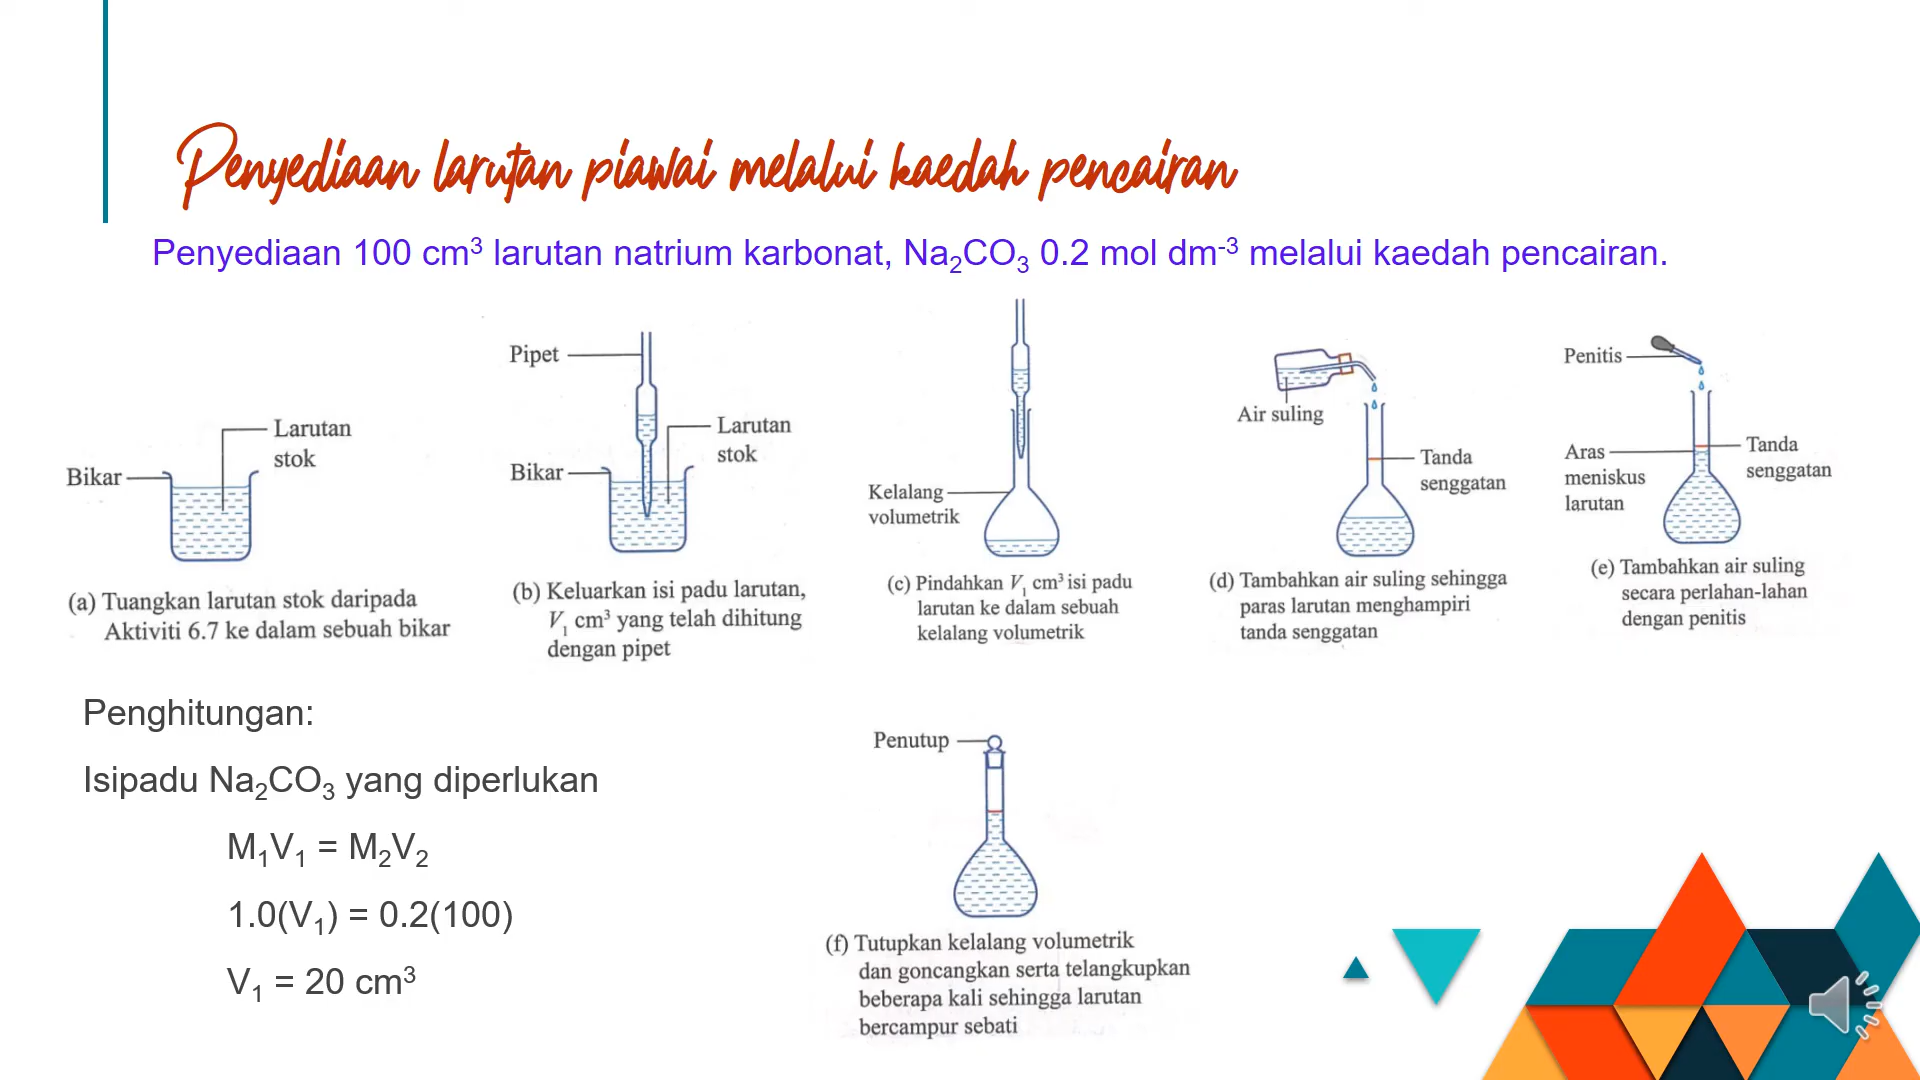 Penyediaan larutan piawai melalui kaedah pencairan
Penyediaan 100 cm³ larutan natrium karbonat, Na₂CO₃ 0.2 mol dm⁻³ melalui kaedah pencairan.
Bikar
Larutan
stok
(a) Tuangkan larutan stok daripada
Aktiviti 6.7 ke dalam sebuah bikar
Pipet
Larutan
stok
Bikar
(b) Keluarkan isi padu larutan,
V₁ cm³ yang telah dihitung
dengan pipet
Kelalang
volumetrik
(c) Pindahkan V₁ cm³ isi padu
larutan ke dalam sebuah
kelalang volumetrik
Air suling
Tanda
senggatan
(d) Tambahkan air suling sehingga
paras larutan menghampiri
tanda senggatan
Penitis
Aras
meniskus
larutan
Tanda
senggatan
(e) Tambahkan air suling
secara perlahan-lahan
dengan penitis
Penghitungan:
Isipadu Na₂CO₃ yang diperlukan
M₁V₁ = M₂V₂
1.0(V₁) = 0.2(100)
V₁ = 20 cm³
Penutup
(f) Tutupkan kelalang volumetrik
dan goncangkan serta telangkupkan
beberapa kali sehingga larutan
bercampur sebati